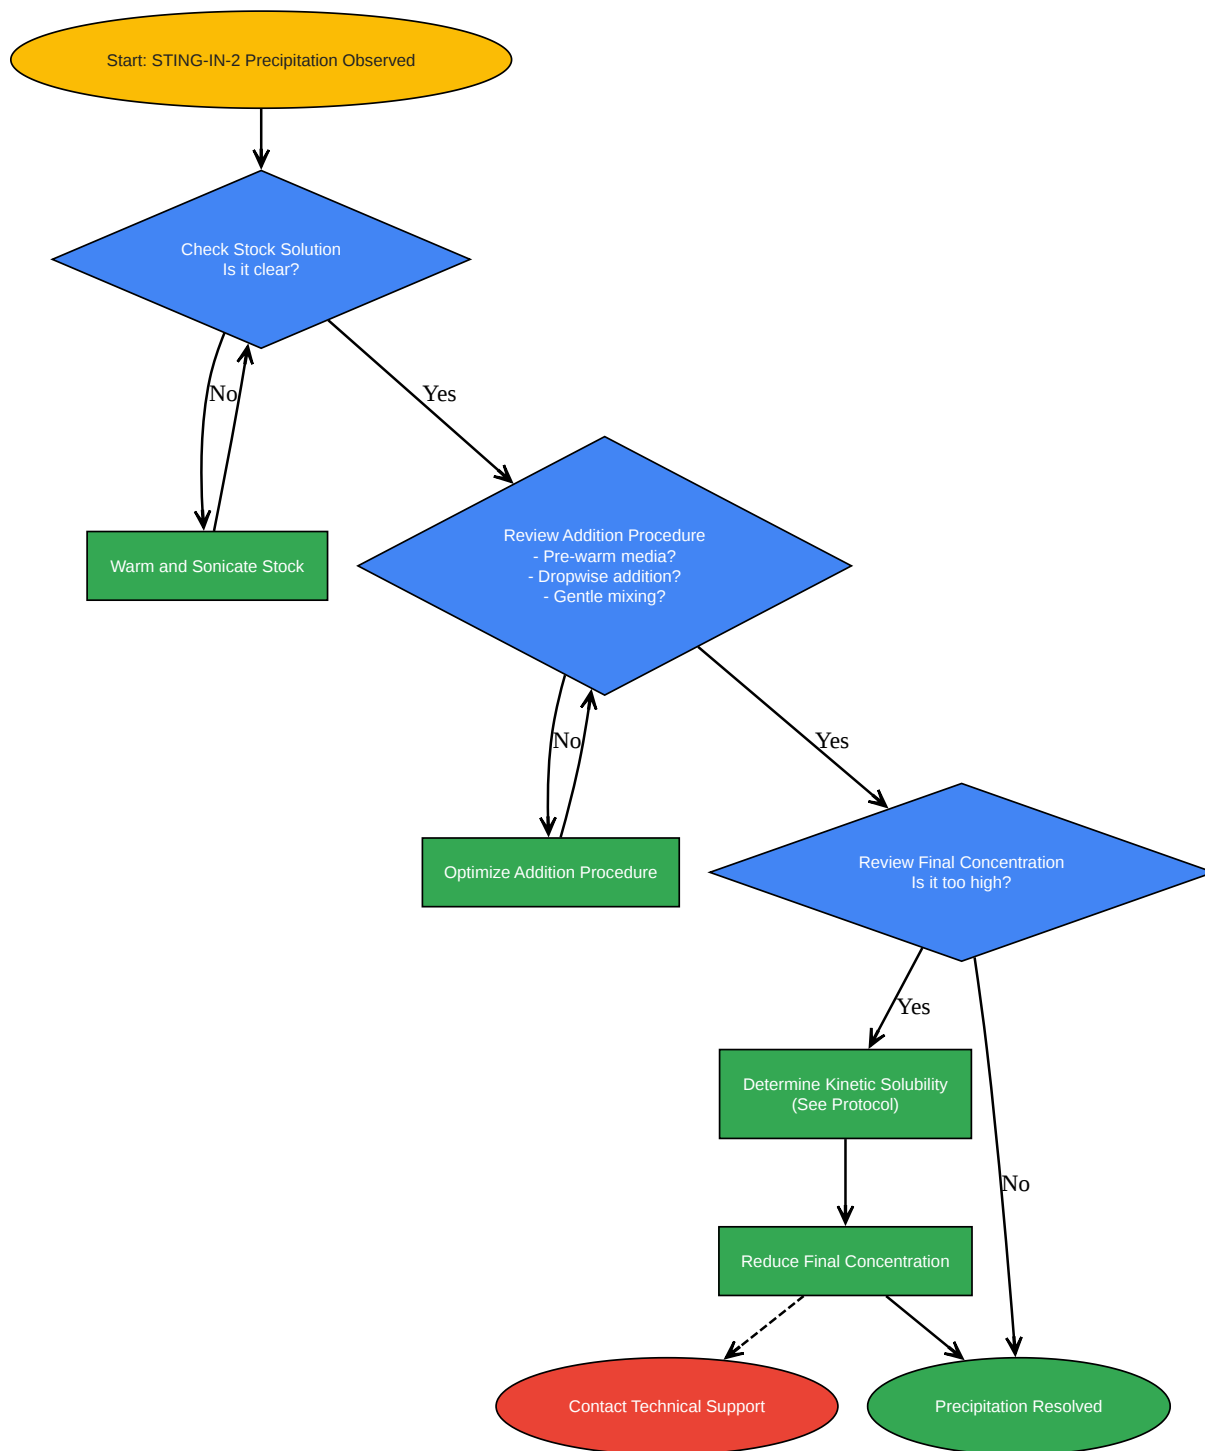 Start: STING-IN-2 Precipitation Observed
Check Stock Solution
Is it clear?
No
Yes
Warm and Sonicate Stock
Review Addition Procedure
- Pre-warm media?
- Dropwise addition?
- Gentle mixing?
No
Yes
Optimize Addition Procedure
Review Final Concentration
Is it too high?
Yes
Determine Kinetic Solubility
(See Protocol)
No
Reduce Final Concentration
Contact Technical Support
Precipitation Resolved